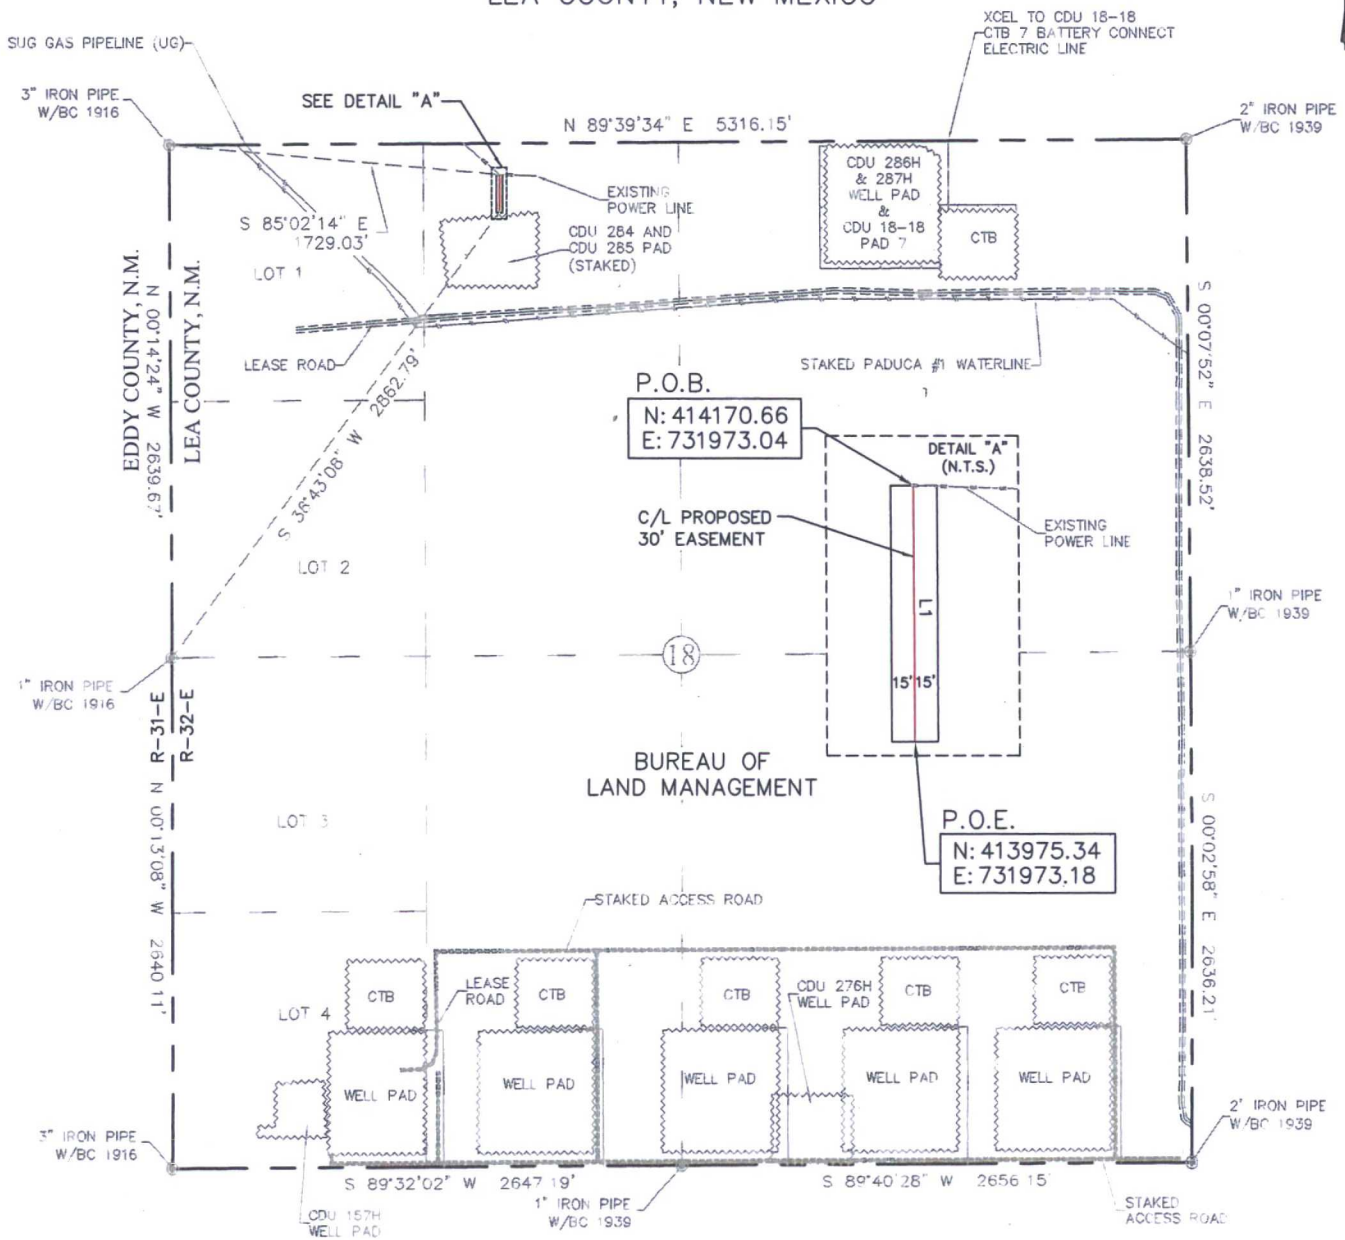 LEA COUNTY, NEW MEXICO
SUG GAS PIPELINE (UG)
XCEL TO CDU 18-18
CTB 7 BATTERY CONNECT
ELECTRIC LINE
3" IRON PIPE
W/BC 1916
SEE DETAIL "A"
N 89°39'34" E 5316.15'
2" IRON PIPE
W/BC 1939
S 85°02'14" E
1729.03'
EXISTING
POWER LINE
CDU 284 AND
CDU 285 PAD
(STAKED)
CDU 286H
& 287H
WELL PAD
&
CDU 18-18
PAD 7
CTB
LOT 1
EDDY COUNTY, N.M.
LEA COUNTY, N.M.
N 00°14'24" W 2639.67'
LEASE ROAD
S 38°43'08" W 2862.79'
STAKED PADUCA #1 WATERLINE
S 00°07'52" E 2638.52'
P.O.B.
N: 414170.66
E: 731973.04
DETAIL "A"
(N.T.S.)
C/L PROPOSED
30' EASEMENT
EXISTING
POWER LINE
L1
15' 15'
LOT 2
18
1" IRON PIPE
W/BC 1939
1" IRON PIPE
W/BC 1916
R-31-E
R-32-E
BUREAU OF
LAND MANAGEMENT
LOT 3
N 00°13'08" W 2640.11'
P.O.E.
N: 413975.34
E: 731973.18
S 00°02'58" E 2636.21'
STAKED ACCESS ROAD
LOT 4
CTB
LEASE
ROAD
CTB
CTB
CDU 276H
WELL PAD
CTB
CTB
WELL PAD
WELL PAD
WELL PAD
WELL PAD
WELL PAD
3" IRON PIPE
W/BC 1916
2" IRON PIPE
W/BC 1939
S 89°32'02" W 2647.19'
S 89°40'28" W 2656.15'
CDU 157H
WELL PAD
1" IRON PIPE
W/BC 1939
STAKED
ACCESS ROAD